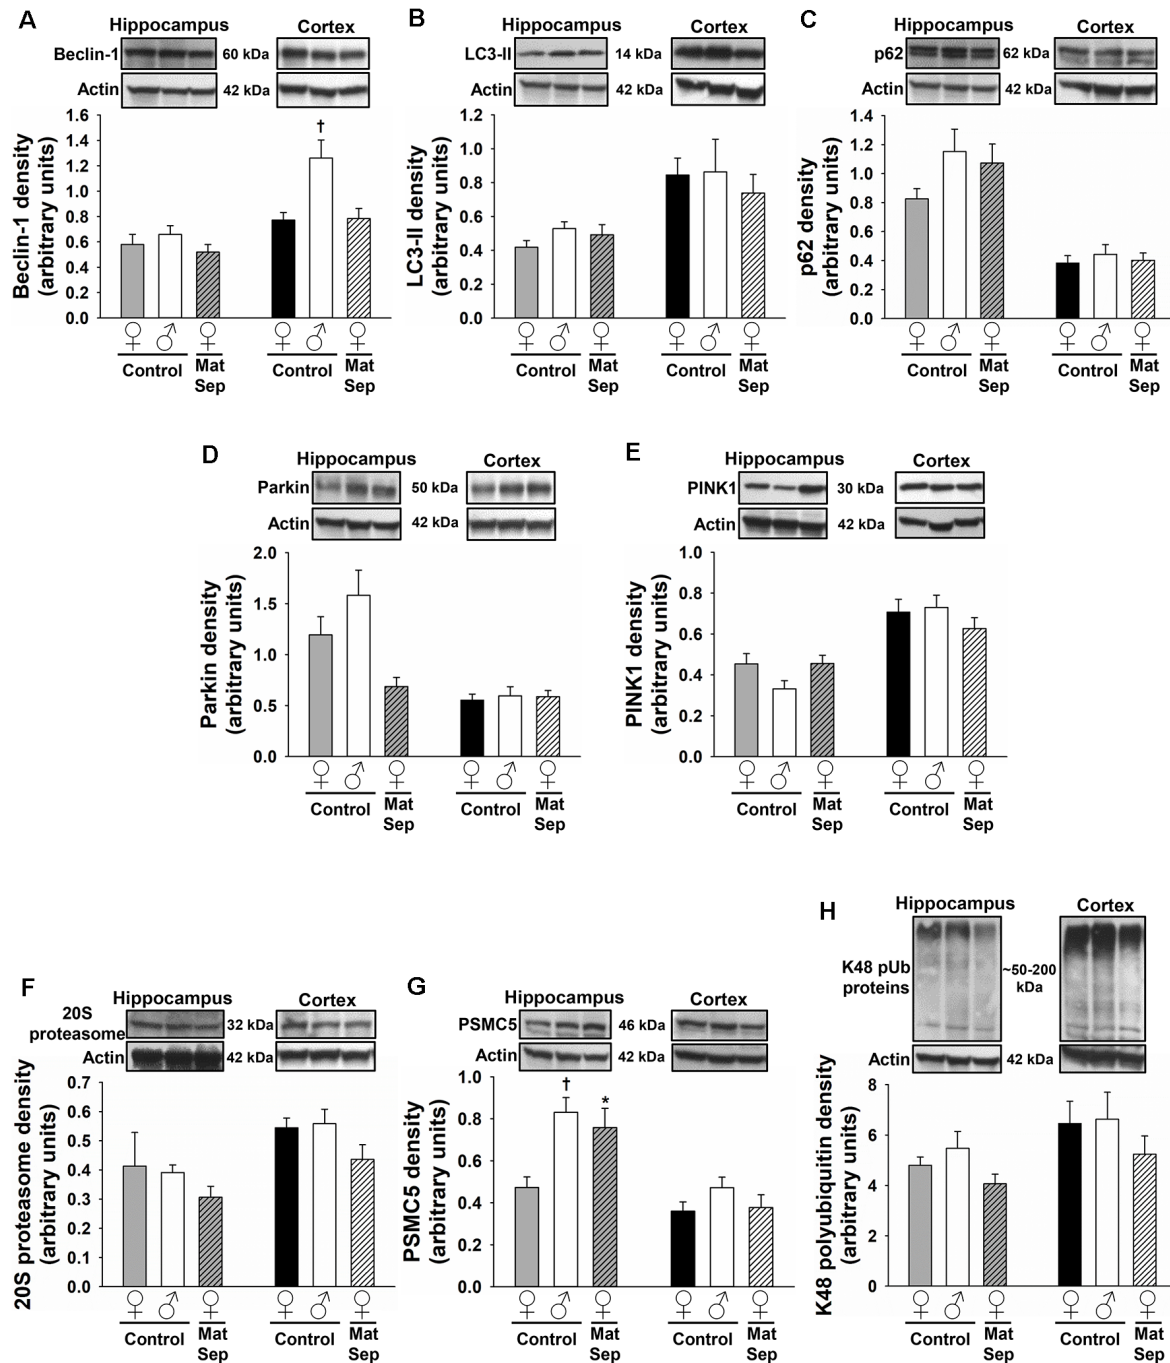 A
Hippocampus Cortex
Beclin-1 60 kDa
Actin 42 kDa
Beclin-1 density
(arbitrary units)
1.6
1.4
1.2
1.0
0.8
0.6
0.4
0.2
0.0
†
♀ ♂ ♀ ♀ ♂ ♀
Control Mat Sep Control Mat Sep
B
Hippocampus Cortex
LC3-II 14 kDa
Actin 42 kDa
LC3-II density
(arbitrary units)
1.2
1.0
0.8
0.6
0.4
0.2
0.0
♀ ♂ ♀ ♀ ♂ ♀
Control Mat Sep Control Mat Sep
C
Hippocampus Cortex
p62 62 kDa
Actin 42 kDa
p62 density
(arbitrary units)
1.4
1.2
1.0
0.8
0.6
0.4
0.2
0.0
♀ ♂ ♀ ♀ ♂ ♀
Control Mat Sep Control Mat Sep
D
Hippocampus Cortex
Parkin 50 kDa
Actin 42 kDa
Parkin density
(arbitrary units)
2.0
1.5
1.0
0.5
0.0
♀ ♂ ♀ ♀ ♂ ♀
Control Mat Sep Control Mat Sep
E
Hippocampus Cortex
PINK1 30 kDa
Actin 42 kDa
PINK1 density
(arbitrary units)
1.0
0.8
0.6
0.4
0.2
0.0
♀ ♂ ♀ ♀ ♂ ♀
Control Mat Sep Control Mat Sep
F
Hippocampus Cortex
20S
proteasome 32 kDa
Actin 42 kDa
20S proteasome density
(arbitrary units)
0.7
0.6
0.5
0.4
0.3
0.2
0.1
0.0
♀ ♂ ♀ ♀ ♂ ♀
Control Mat Sep Control Mat Sep
G
Hippocampus Cortex
PSMC5 46 kDa
Actin 42 kDa
PSMC5 density
(arbitrary units)
1.0
0.8
0.6
0.4
0.2
0.0
† *
♀ ♂ ♀ ♀ ♂ ♀
Control Mat Sep Control Mat Sep
H
Hippocampus Cortex
K48 pUb
proteins
~50-200
kDa
Actin 42 kDa
K48 polyubiquitin density
(arbitrary units)
8
6
4
2
0
♀ ♂ ♀ ♀ ♂ ♀
Control Mat Sep Control Mat Sep